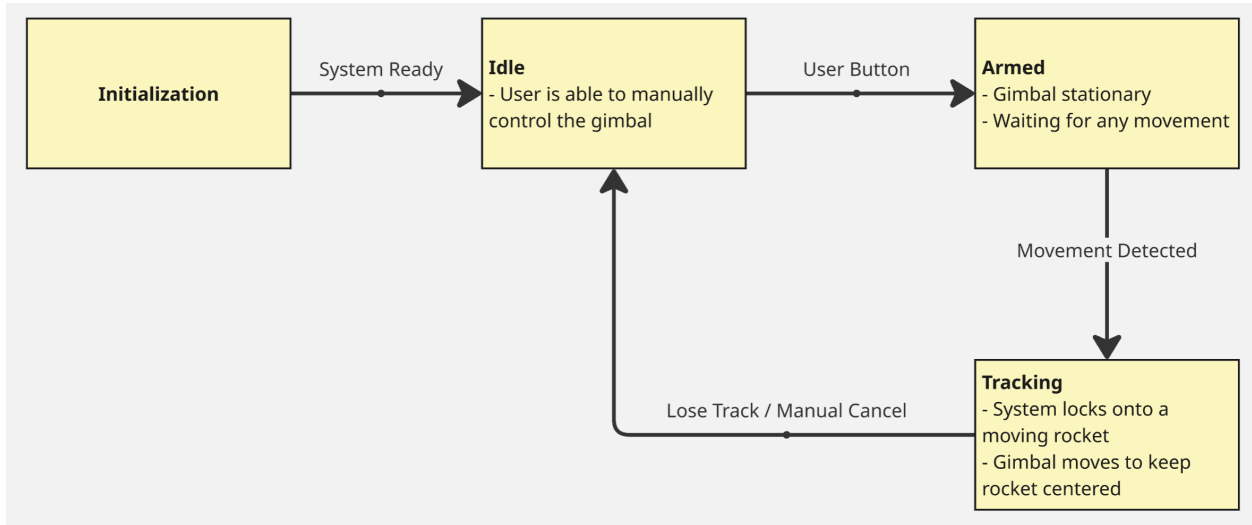 Initialization
System Ready
Idle
- User is able to manually
control the gimbal
User Button
Armed
- Gimbal stationary
- Waiting for any movement
Movement Detected
Tracking
- System locks onto a
moving rocket
- Gimbal moves to keep
rocket centered
Lose Track / Manual Cancel